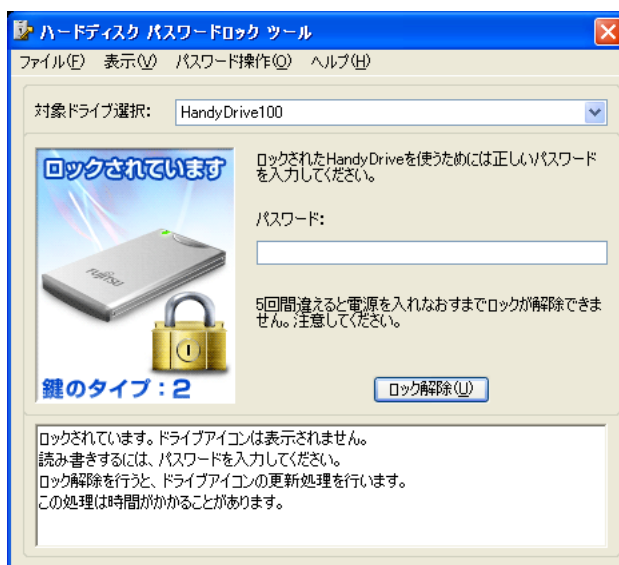 ハードディスク パスワードロック ツール
ファイル(F) 表示(V) パスワード操作(O) ヘルプ(H)
対象ドライブ選択: HandyDrive100
ロックされています
FUJITSU
鍵のタイプ:2
ロックされたHandyDriveを使うためには正しいパスワード
を入力してください。
パスワード:
5回間違えると電源を入れなおすまでロックが解除できま
せん。注意してください。
ロック解除(U)
ロックされています。ドライブアイコンは表示されません。
読み書きするには、パスワードを入力してください。
ロック解除を行うと、ドライブアイコンの更新処理を行います。
この処理は時間がかかることがあります。